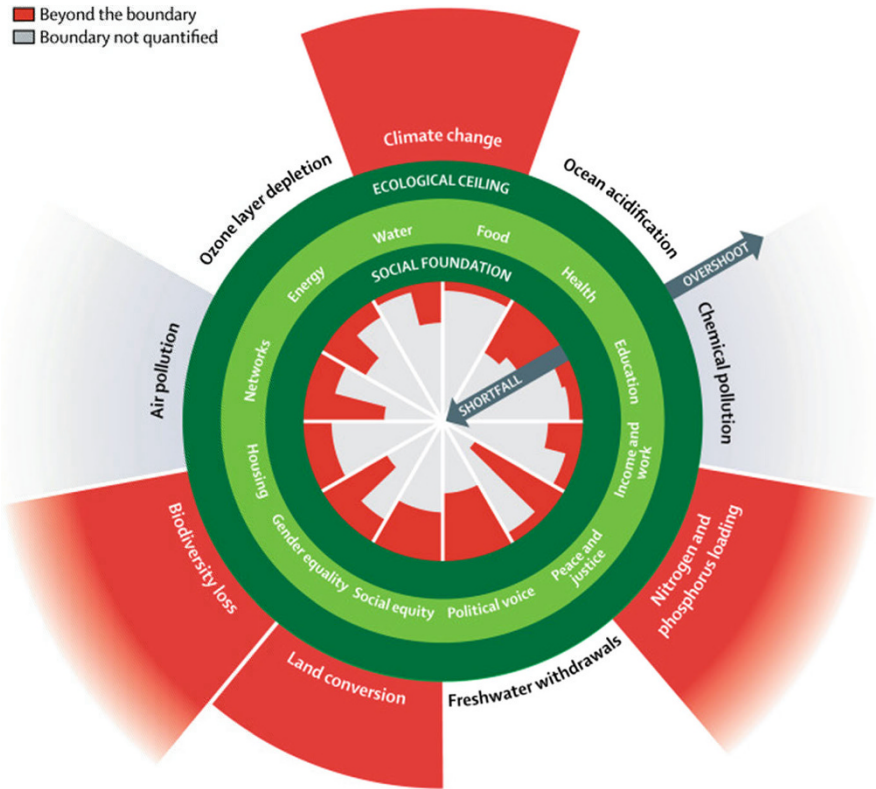 Beyond the boundary
Boundary not quantified
Climate change
Ozone layer depletion
Ocean acidification
ECOLOGICAL CEILING
Water
Food
Energy
Health
SOCIAL FOUNDATION
OVERSHOOT
Air pollution
Networks
Education
Chemical pollution
SHORTFALL
Honsing
Income and
work
Biodiversity loss
Gender equality
Peace and
justice
Nitrogen and
phosphorus loading
Social equity
Political voice
Land conversion
Freshwater withdrawals